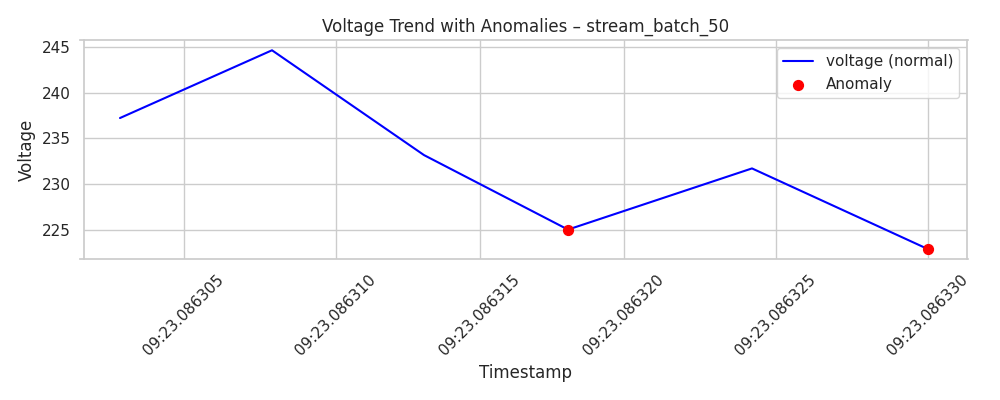 Voltage Trend with Anomalies – stream_batch_50
voltage (normal)
Anomaly
Voltage
245
240
235
230
225
09:23.086305
09:23.086310
09:23.086315
09:23.086320
09:23.086325
09:23.086330
Timestamp